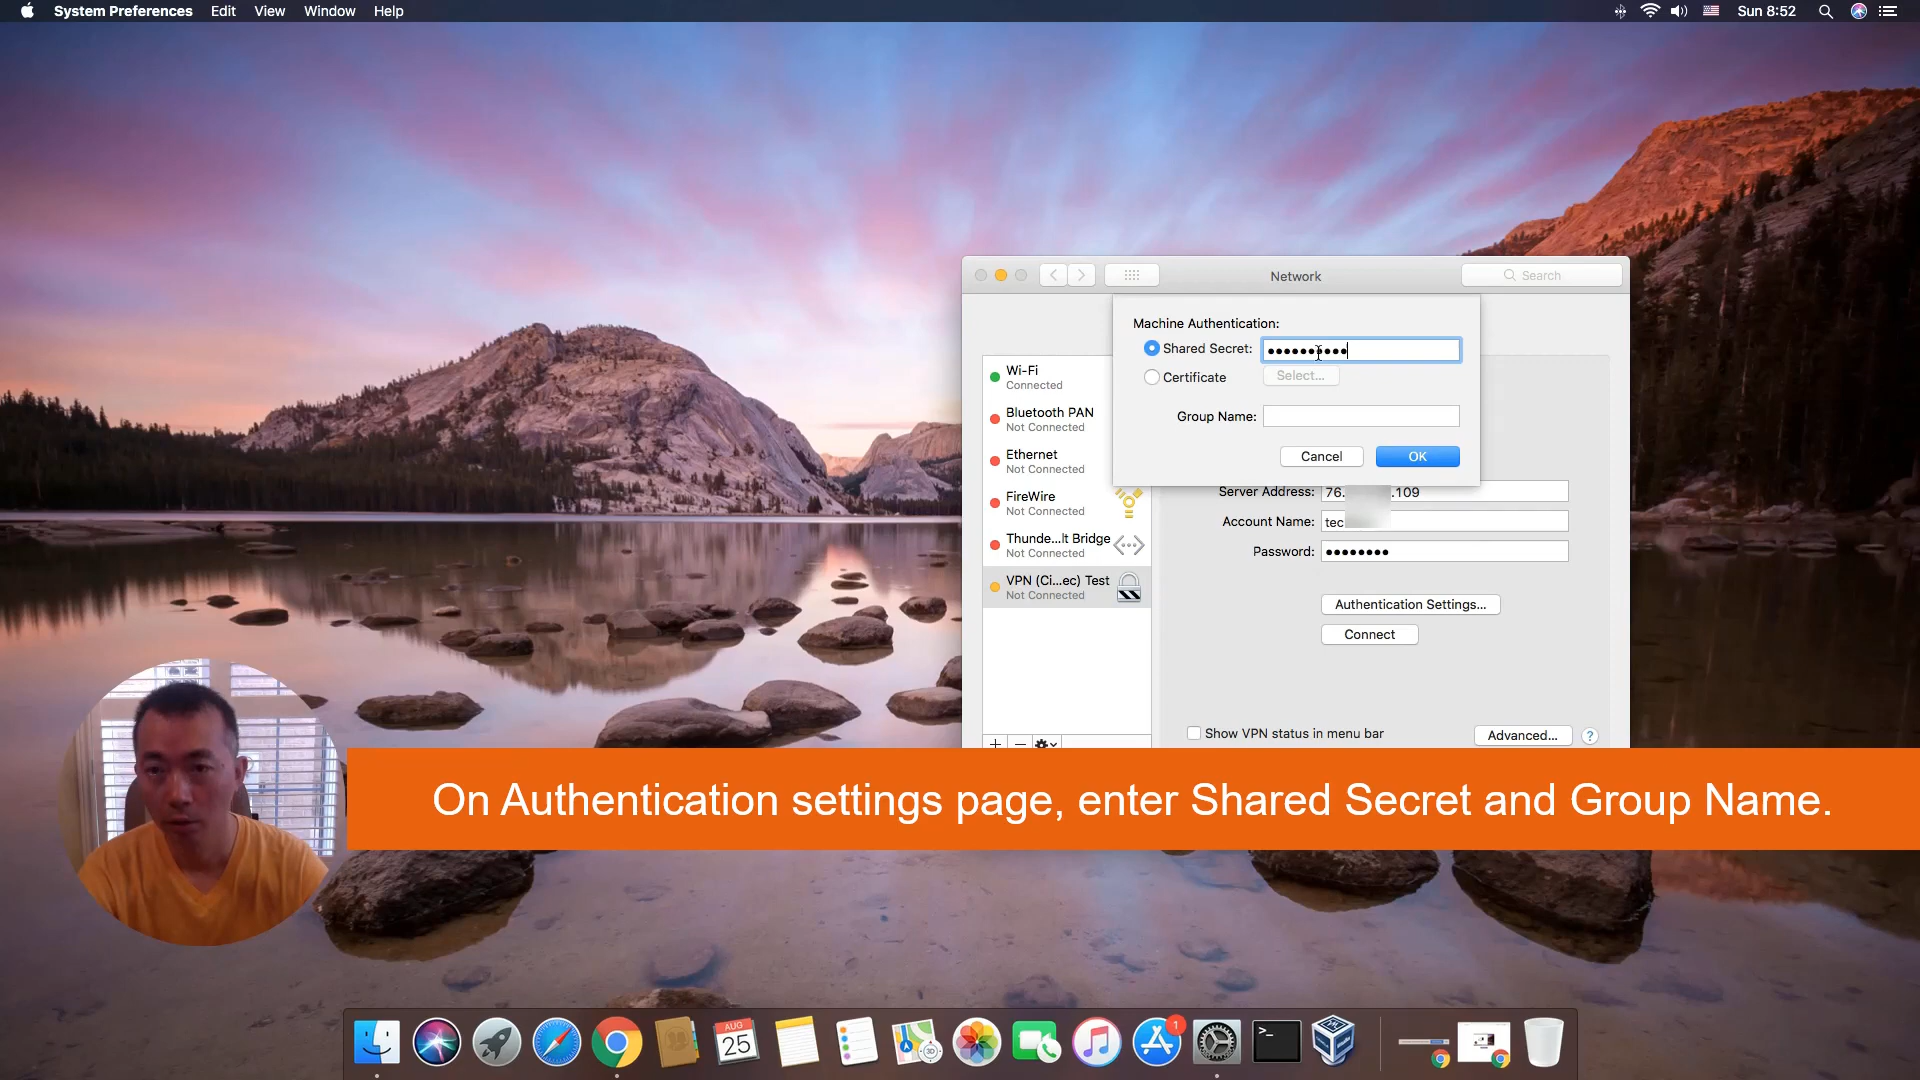 System Preferences Edit View Window Help
Sun 8:52
Network
Search
Machine Authentication:
Shared Secret: ••••••••••
Certificate Select...
Group Name:
Cancel OK
Wi-Fi
Connected
Bluetooth PAN
Not Connected
Ethernet
Not Connected
FireWire
Not Connected
Thunde...lt Bridge
Not Connected
VPN (Ci...ec) Test
Not Connected
Server Address: 76. .109
Account Name: tec
Password: ••••••••
Authentication Settings...
Connect
Show VPN status in menu bar
Advanced... ?
On Authentication settings page, enter Shared Secret and Group Name.
AUG
25
3D
1
>_